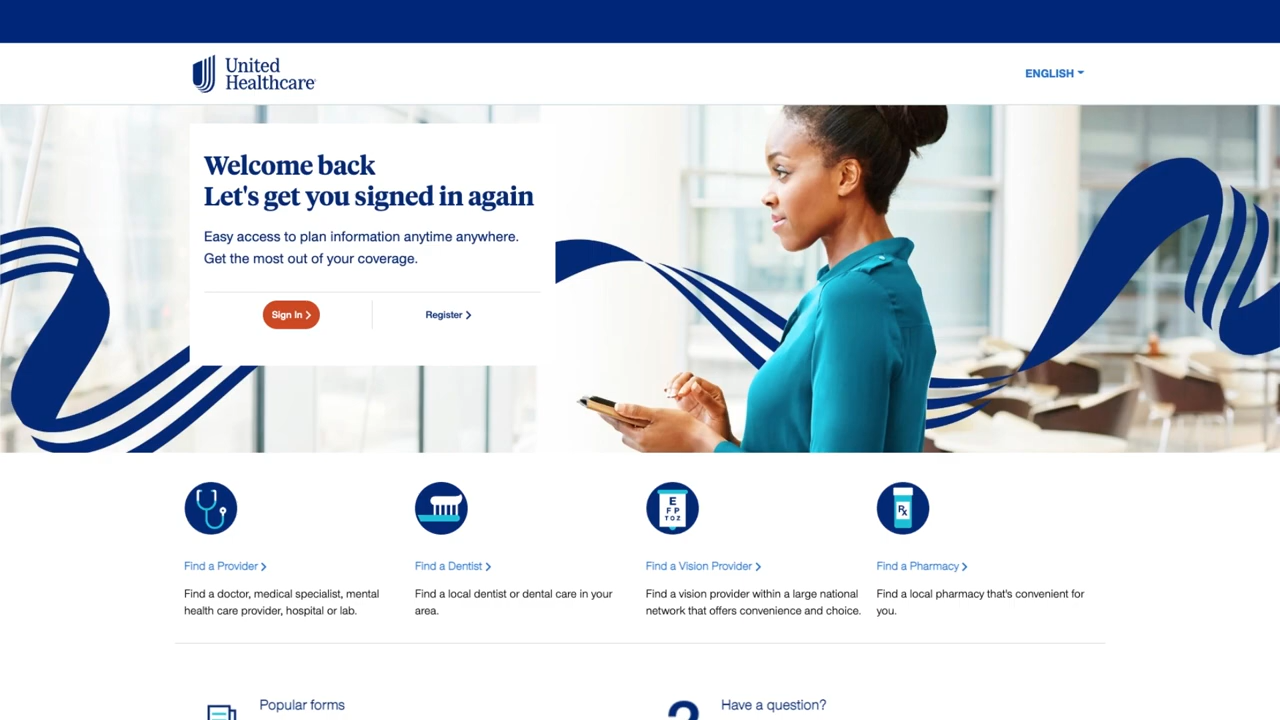 United
Healthcare
ENGLISH
Welcome back
Let's get you signed in again
Easy access to plan information anytime anywhere.
Get the most out of your coverage.
Sign In
Register
E
F P
T O Z
Rx
Find a Provider
Find a Dentist
Find a Vision Provider
Find a Pharmacy
Find a doctor, medical specialist, mental
health care provider, hospital or lab.
Find a local dentist or dental care in your
area.
Find a vision provider within a large national
network that offers convenience and choice.
Find a local pharmacy that's convenient for
you.
Popular forms
?
Have a question?